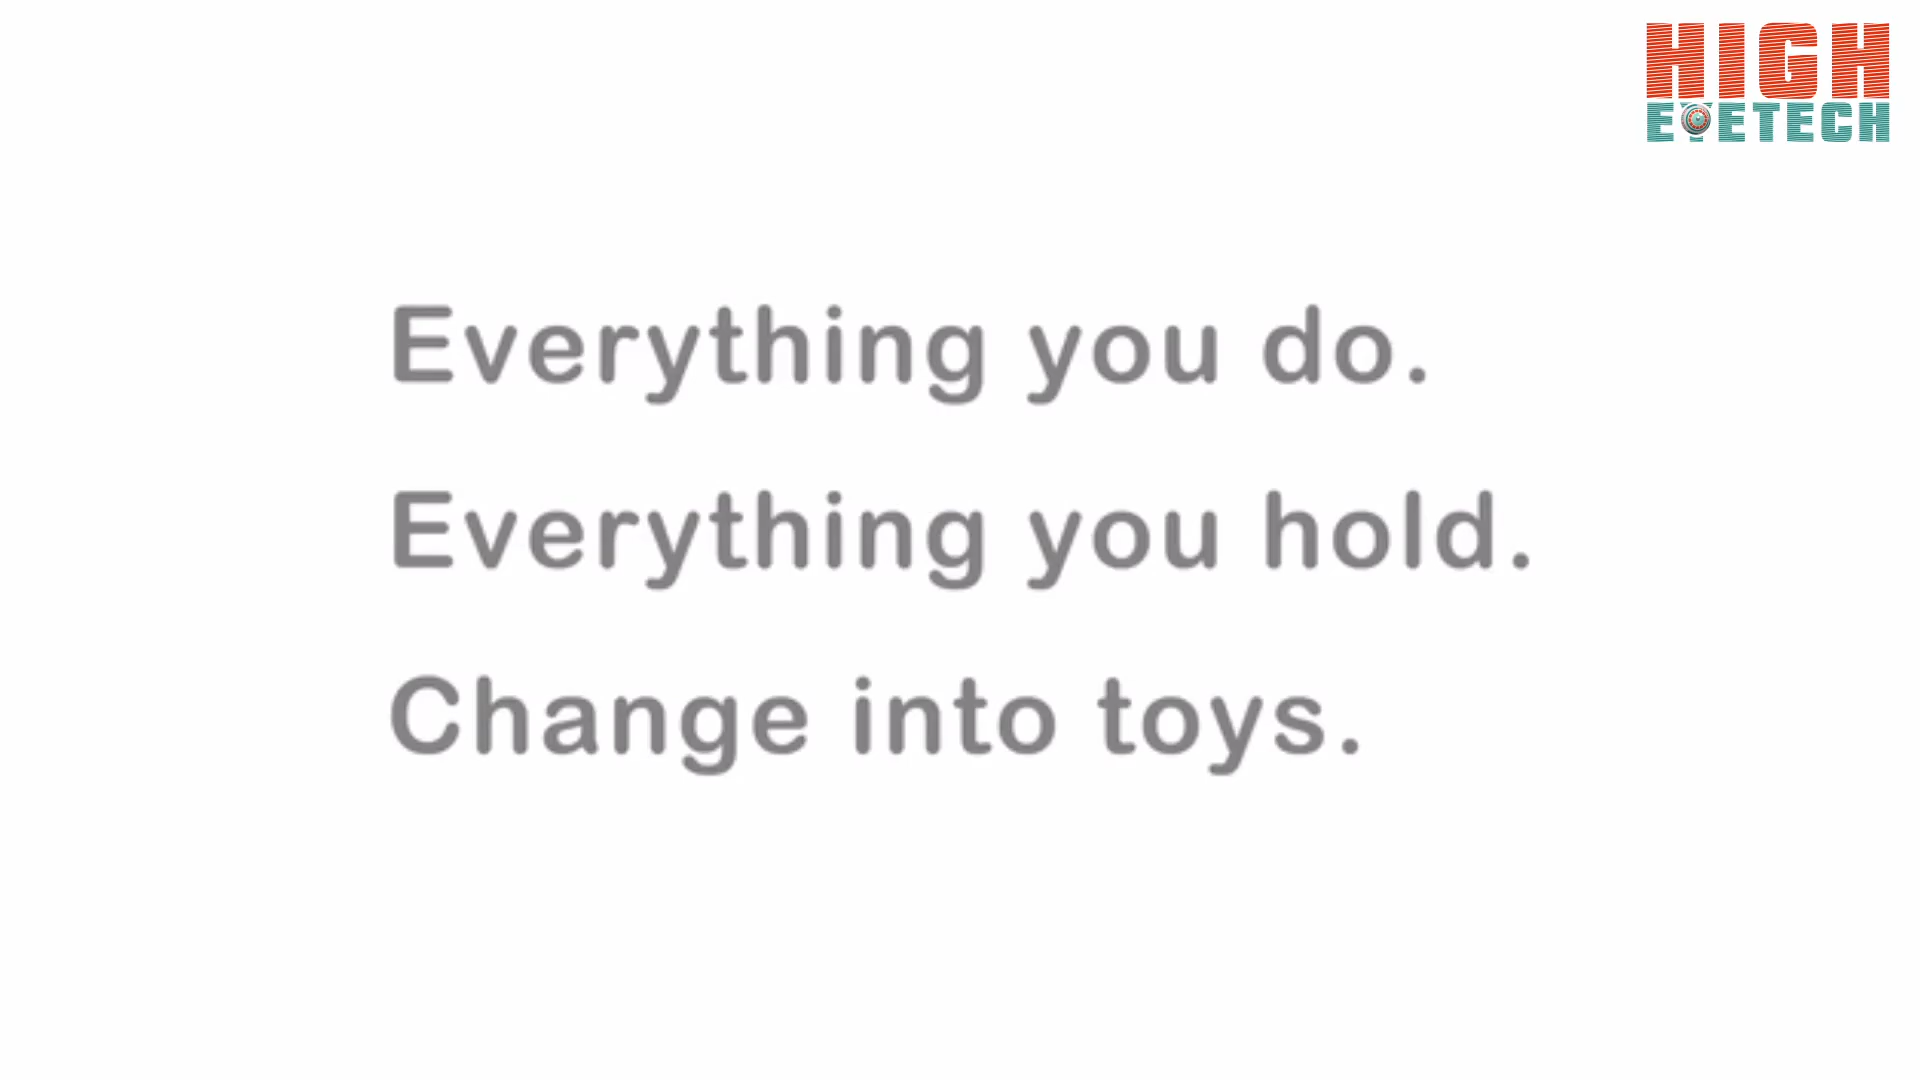 HIGH
EYETECH
Everything you do.
Everything you hold.
Change into toys.